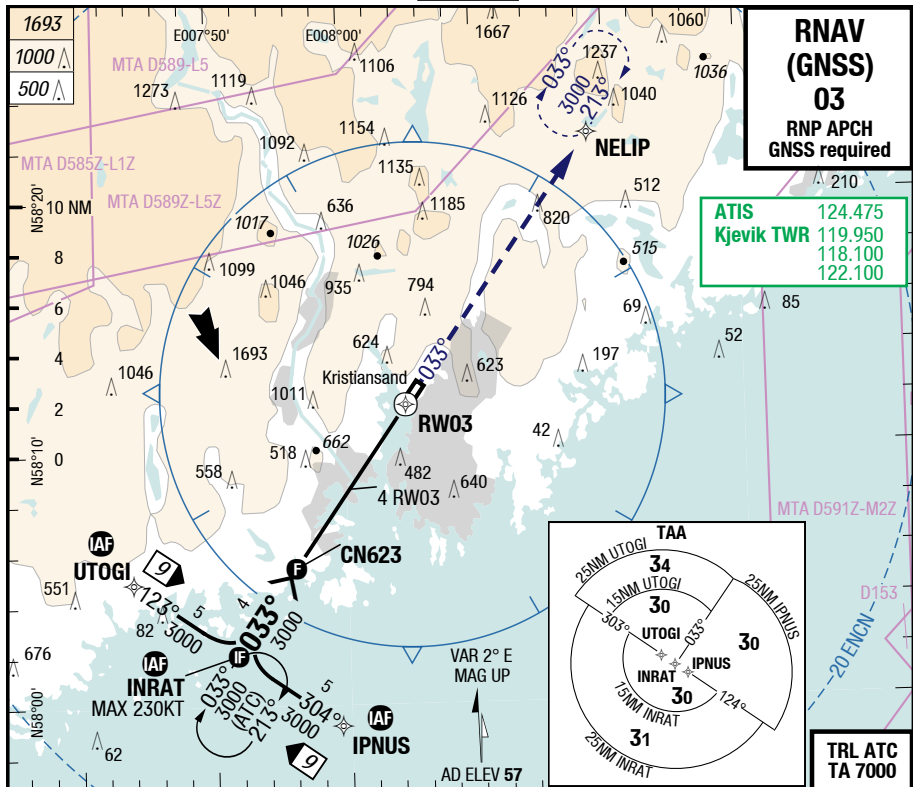 1693
1000
500
E007°50'
E008°00'
1667
1060
1036
RNAV
(GNSS)
03
RNP APCH
GNSS required
MTA D589-L5
1119
1273
1106
1237
033°
3000
213°
1040
1126
NELIP
1154
1092
1135
MTA D585Z-L1Z
MTA D589Z-L5Z
N58°20'
10 NM
8
6
4
2
0
N58°10'
N58°00'
636
1185
820
512
210
ATIS 124.475
Kjevik TWR 119.950
118.100
122.100
1017
1026
515
1099
1046
935
794
69
85
52
1693
1046
624
033°
623
197
Kristiansand
1011
RW03
42
518
662
558
482
640
4 RW03
MTA D591Z-M2Z
D153
20 ENCN
CN623
F
IAF
UTOGI
9
551
123°
5
3000
4
033°
3000
82
676
IAF
IF
INRAT
MAX 230KT
033°
3000
(ATC)
213°
5
304°
3000
9
IAF
IPNUS
62
VAR 2° E
MAG UP
AD ELEV 57
TAA
25NM UTOGI
34
15NM UTOGI
30
25NM IPNUS
303°
UTOGI
033°
30
INRAT
IPNUS
30
124°
15NM INRAT
31
25NM INRAT
TRL ATC
TA 7000